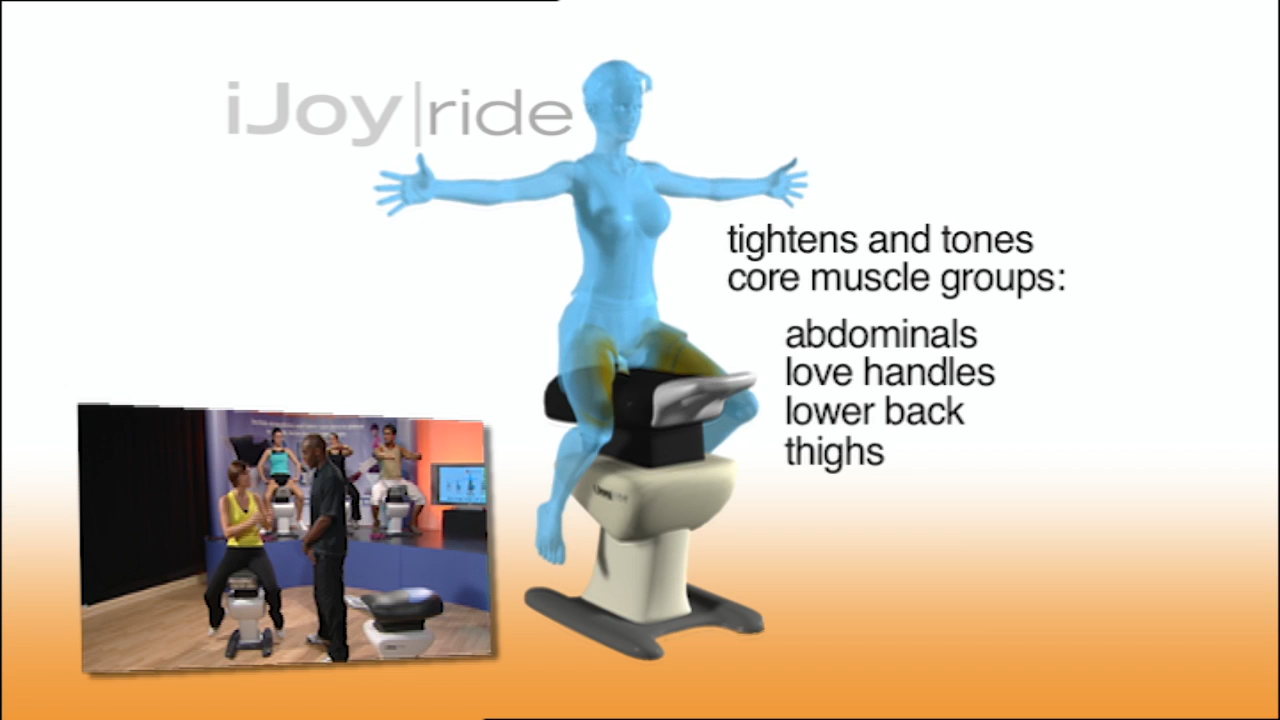 iJoy|ride
tightens and tones
core muscle groups:
abdominals
love handles
lower back
thighs